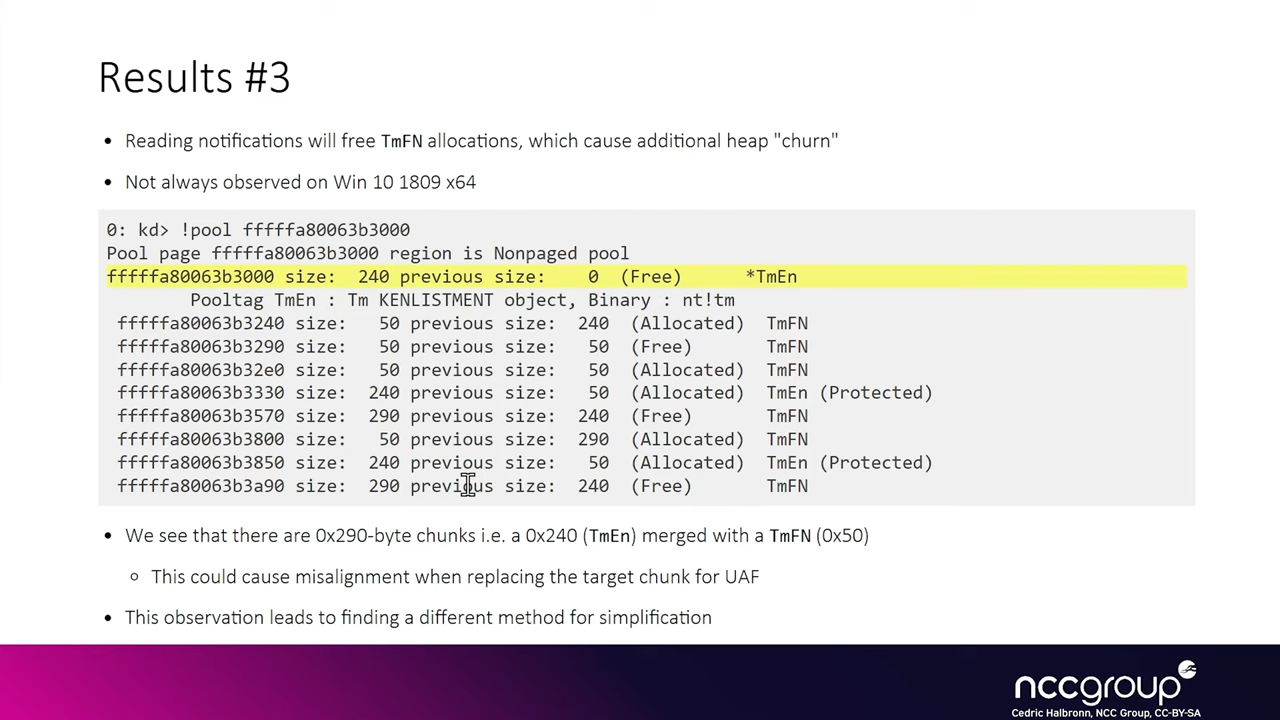 Results #3
• Reading notifications will free TmFN allocations, which cause additional heap "churn"
• Not always observed on Win 10 1809 x64
0: kd> !pool fffffa80063b3000
Pool page fffffa80063b3000 region is Nonpaged pool
fffffa80063b3000 size:  240 previous size:    0  (Free)      *TmEn
        Pooltag TmEn : Tm KENLISTMENT object, Binary : nt!tm
 fffffa80063b3240 size:   50 previous size:  240  (Allocated)  TmFN
 fffffa80063b3290 size:   50 previous size:   50  (Free)       TmFN
 fffffa80063b32e0 size:   50 previous size:   50  (Allocated)  TmFN
 fffffa80063b3330 size:  240 previous size:   50  (Allocated)  TmEn (Protected)
 fffffa80063b3570 size:  290 previous size:  240  (Free)       TmFN
 fffffa80063b3800 size:   50 previous size:  290  (Allocated)  TmFN
 fffffa80063b3850 size:  240 previous size:   50  (Allocated)  TmEn (Protected)
 fffffa80063b3a90 size:  290 previous size:  240  (Free)       TmFN
• We see that there are 0x290-byte chunks i.e. a 0x240 (TmEn) merged with a TmFN (0x50)
○ This could cause misalignment when replacing the target chunk for UAF
• This observation leads to finding a different method for simplification
nccgroup
Cedric Halbronn, NCC Group, CC-BY-SA